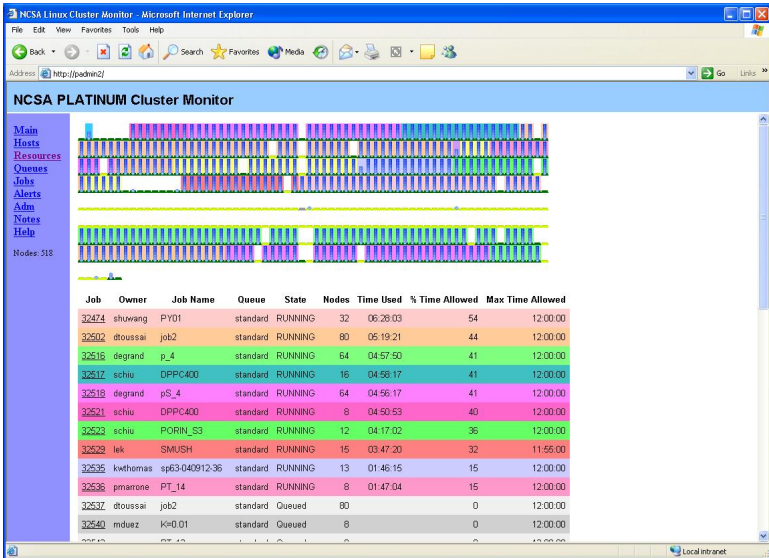 NCSA Linux Cluster Monitor - Microsoft Internet Explorer
File Edit View Favorites Tools Help
Back Search Favorites Media
Address http://padmin2/ Go Links »
NCSA PLATINUM Cluster Monitor
Main
Hosts
Resources
Queues
Jobs
Alerts
Adm
Notes
Help
Nodes: 518
Job Owner Job Name Queue State Nodes Time Used % Time Allowed Max Time Allowed
32474 shuwang PY01 standard RUNNING 32 06:28:03 54 12:00:00
32502 dtoussai job2 standard RUNNING 80 05:19:21 44 12:00:00
32516 degrand p_4 standard RUNNING 64 04:57:50 41 12:00:00
32517 schiu DPPC400 standard RUNNING 16 04:58:17 41 12:00:00
32518 degrand pS_4 standard RUNNING 64 04:56:17 41 12:00:00
32521 schiu DPPC400 standard RUNNING 8 04:50:53 40 12:00:00
32523 schiu PORIN_S3 standard RUNNING 12 04:17:02 36 12:00:00
32529 lek SMUSH standard RUNNING 15 03:47:20 32 11:55:00
32535 kwthomas sp63-040912-36 standard RUNNING 13 01:46:15 15 12:00:00
32536 pmarrone PT_14 standard RUNNING 8 01:47:04 15 12:00:00
32537 dtoussai job2 standard Queued 80 0 12:00:00
32540 mduez K=0.01 standard Queued 8 0 12:00:00
Local intranet